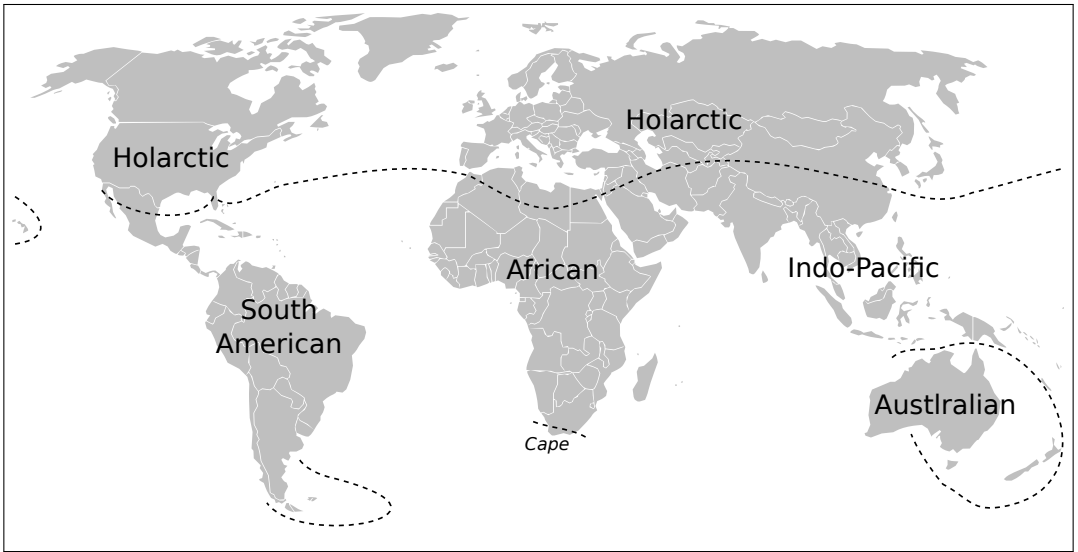 Holarctic
Holarctic
African
Indo-Pacific
South
American
Austlralian
Cape